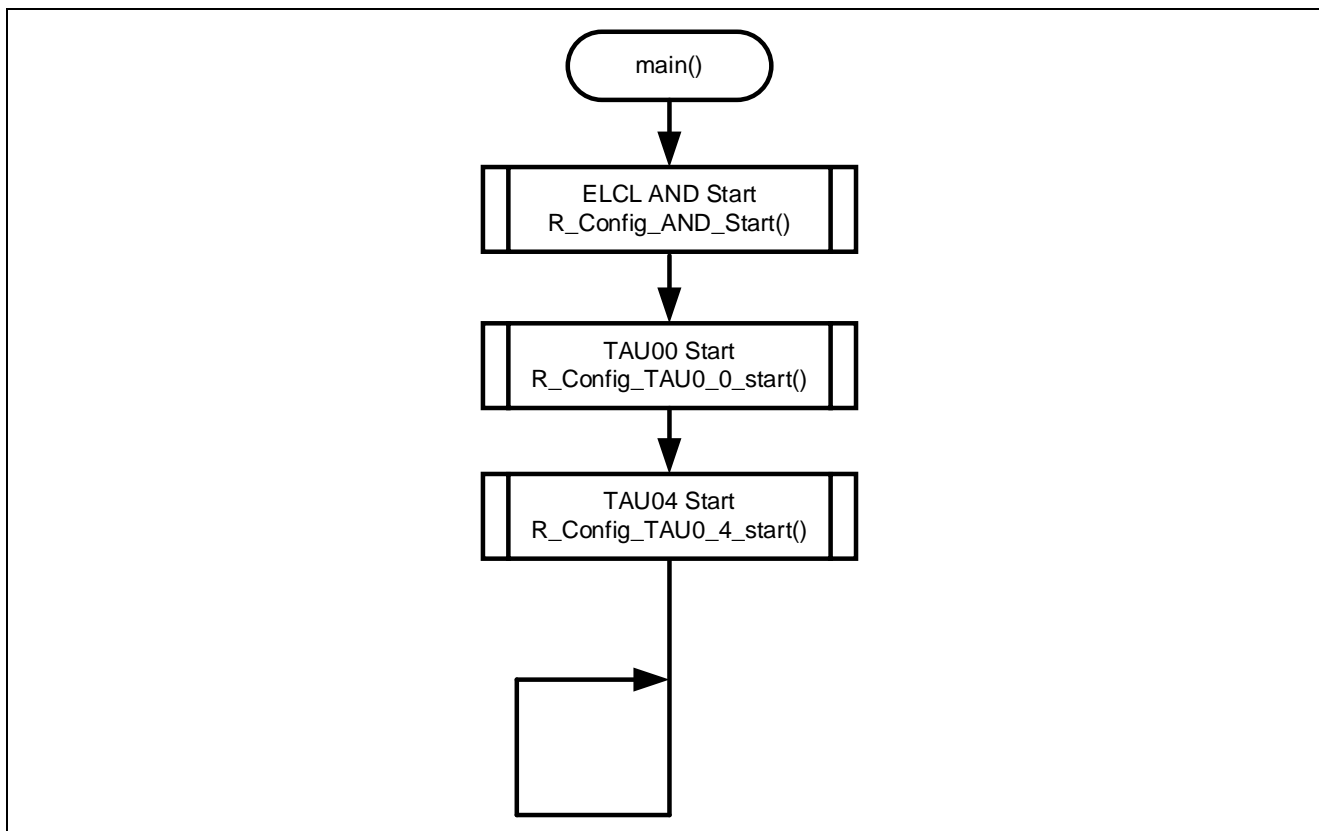 main()
ELCL AND Start
R_Config_AND_Start()
TAU00 Start
R_Config_TAU0_0_start()
TAU04 Start
R_Config_TAU0_4_start()